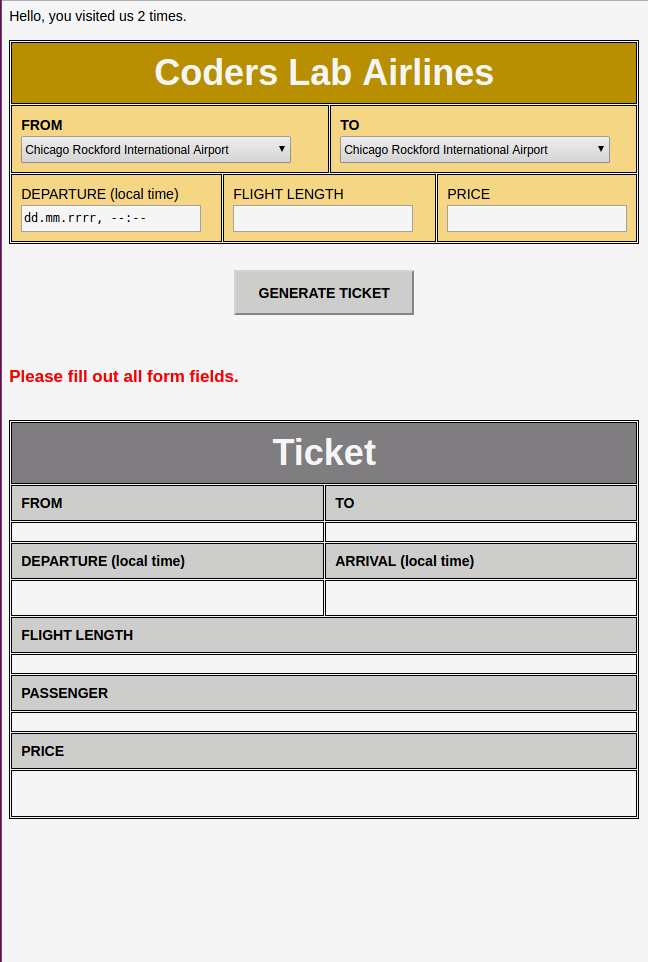 Hello, you visited us 2 times.
Coders Lab Airlines
FROM
TO
Chicago Rockford International Airport
Chicago Rockford International Airport
DEPARTURE (local time)
FLIGHT LENGTH
PRICE
dd.mm.rrrr, --:--
GENERATE TICKET
Please fill out all form fields.
Ticket
FROM
TO
DEPARTURE (local time)
ARRIVAL (local time)
FLIGHT LENGTH
PASSENGER
PRICE